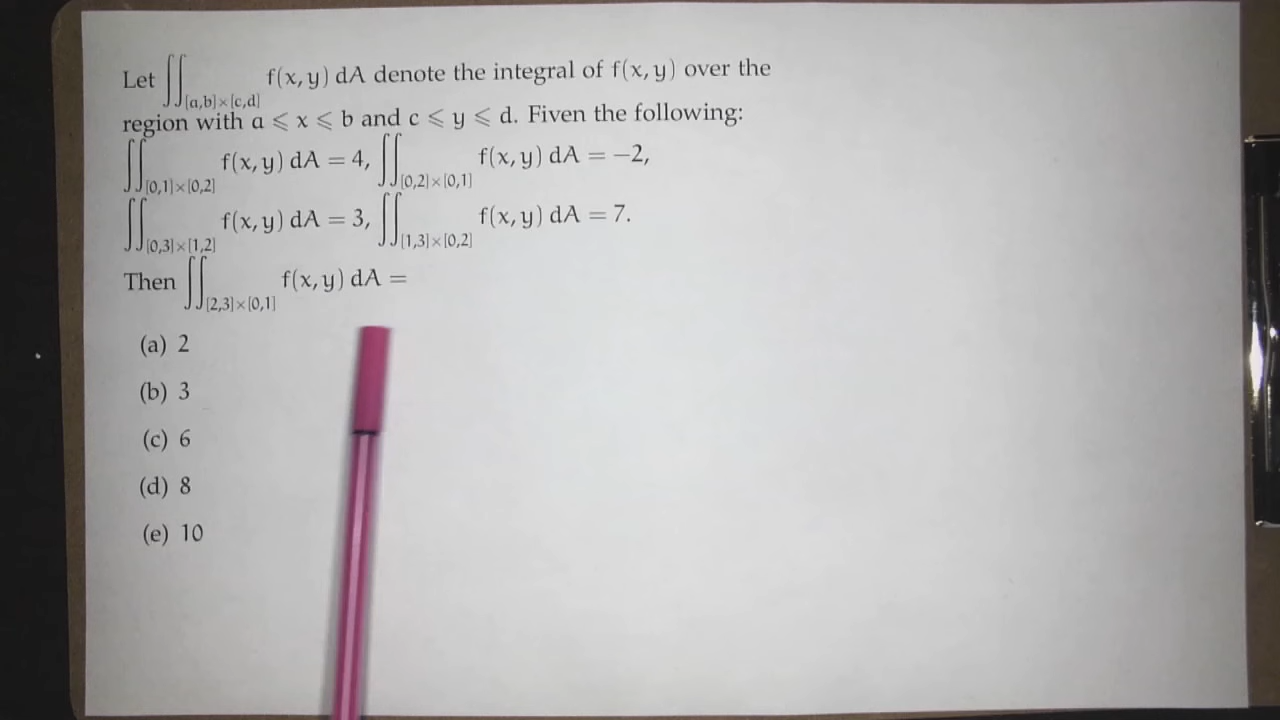 Let ∬_{[a,b]×[c,d]} f(x, y) dA denote the integral of f(x, y) over the
region with a ⩽ x ⩽ b and c ⩽ y ⩽ d. Fiven the following:
∬_{[0,1]×[0,2]} f(x, y) dA = 4, ∬_{[0,2]×[0,1]} f(x, y) dA = −2,
∬_{[0,3]×[1,2]} f(x, y) dA = 3, ∬_{[1,3]×[0,2]} f(x, y) dA = 7.
Then ∬_{[2,3]×[0,1]} f(x, y) dA =
(a) 2
(b) 3
(c) 6
(d) 8
(e) 10